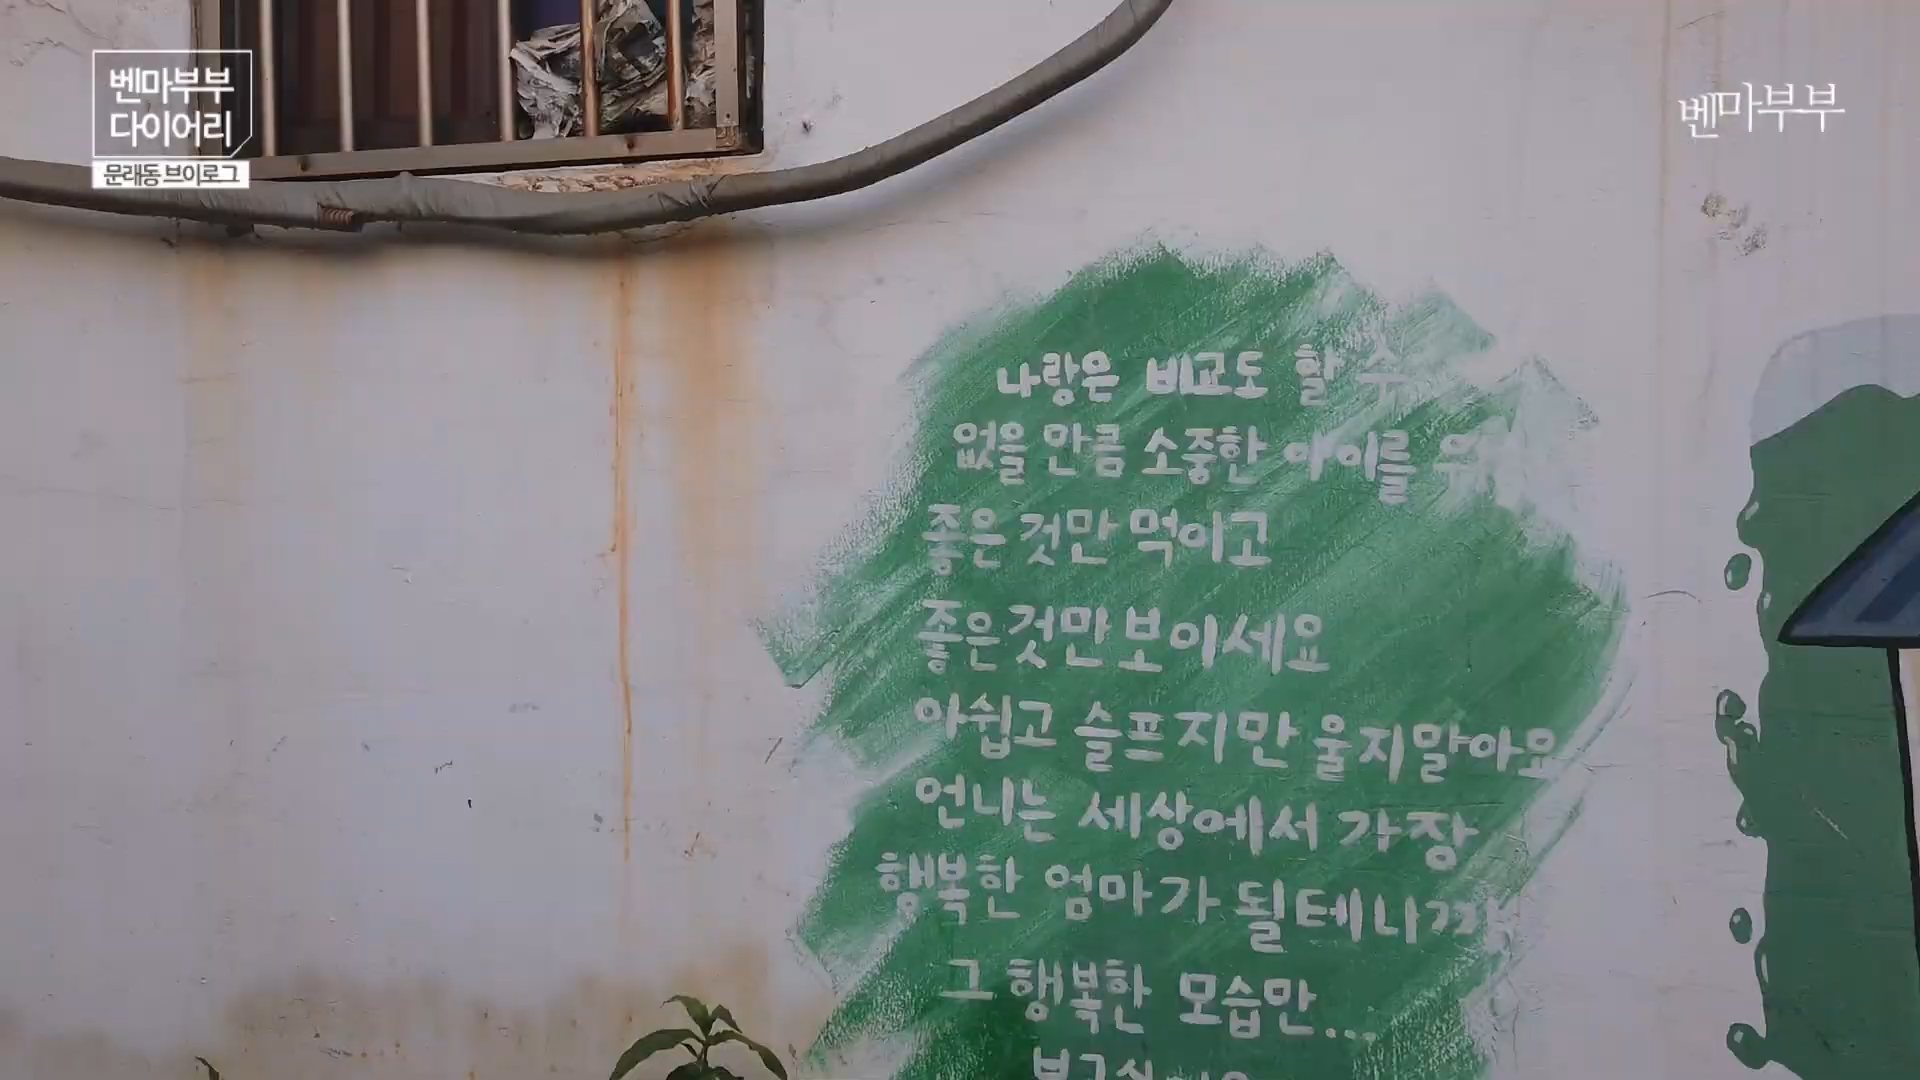 벤마부부
다이어리
문래동 브이로그
벤마부부
나랑은 비교도 할 수
없을 만큼 소중한 아이를
좋은 것만 먹이고
좋은 것만 보이세요
아쉽고 슬프지만 울지말아요
언니는 세상에서 가장
행복한 엄마가 될테니까
그 행복한 모습만...